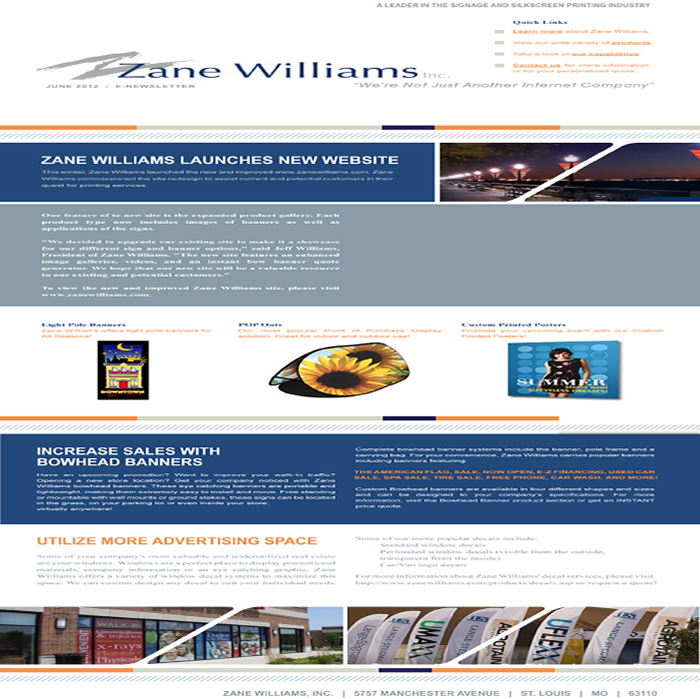 A LEADER IN THE SIGNAGE AND SILKSCREEN PRINTING INDUSTRY
Quick Links
Learn more about Zane Williams.
View our wide variety of products.
Take a look at our capabilities.
Contact us for more information
or for your personalized quote.
Zane Williams Inc.
JUNE 2012 / E-NEWSLETTER
"We're Not Just Another Internet Company"
ZANE WILLIAMS LAUNCHES NEW WEBSITE
This winter, Zane Williams launched the new and improved www.zanewilliams.com. Zane
Williams commissioned the site redesign to assist current and potential customers in their
quest for printing services.
One feature of te new site is the expanded product gallery. Each
product type now includes images of banners as well as
applications of the signs.
"We decided to upgrade our existing site to make it a showcase
for our different sign and banner options," said Jeff Williams,
President of Zane Williams. "The new site features an enhanced
image galleries, videos, and an instant bow banner quote
generator. We hope that our new site will be a valuable resource
to our existing and potential customers."
To view the new and improved Zane Williams site, please visit
www.zanewilliams.com.
Light Pole Banners
Zane Williams offers light pole banners for
All Seasons!
POP Outs
Our most popular Point of Purchase Display
solution. Great for indoor and outdoor use!
Custom Printed Posters
Promote your upcoming event with our Custom
Printed Posters!
DOWNTOWN
SUMMER
SLEEVELESS DRESSES!
INCREASE SALES WITH
BOWHEAD BANNERS
Have an upcoming promotion? Want to improve your walk-in traffic?
Opening a new store location? Get your company noticed with Zane
Williams bowhead banners. These eye catching banners are portable and
lightweight, making them extremely easy to install and move. Free standing
or mountable with wall mounts or ground stakes, these signs can be located
in the grass, on your parking lot or even inside your store,
virtually anywhere!
Complete bowhead banner systems include the banner, pole frame and a
carrying bag. For your convenience, Zane Williams carries popular banners
including banners featuring:
THE AMERICAN FLAG, SALE, NOW OPEN, E-Z FINANCING, USED CAR
SALE, SPA SALE, TIRE SALE, FREE PHONE, CAR WASH, AND MORE!
Custom Bowhead banners are available in four different shapes and sizes
and can be designed to your company's specifications. For more
information, visit the Bowhead Banner product section or get an INSTANT
price quote.
UTILIZE MORE ADVERTISING SPACE
Some of your company's most valuable and underutilized real estate
are your windows. Windows are a perfect place to display promotional
materials, company information or an eye catching graphic. Zane
Williams offers a variety of window decal systems to maximize this
space. We can custom design any decal to suit your individual needs.
Some of our more popular decals include:
Standard window decals
Perforated window decals (visible from the outside,
transparent from the inside)
Car/Van logo decals
For more information about Zane Williams' decal services, please visit
http://www.zanewilliams.com/products/decals.asp or request a quote!
WALK-IN
x-rays
Physicals
UMAX
UFLEXX
AEROTAIN
ZANE WILLIAMS, INC. | 5757 MANCHESTER AVENUE | ST. LOUIS | MO | 63110